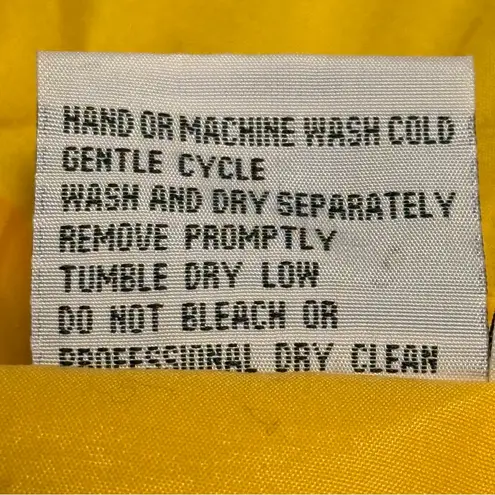 HAND OR MACHINE WASH COLD
GENTLE CYCLE
WASH AND DRY SEPARATELY
REMOVE PROMPTLY
TUMBLE DRY LOW
DO NOT BLEACH OR
PROFESSIONAL DRY CLEAN